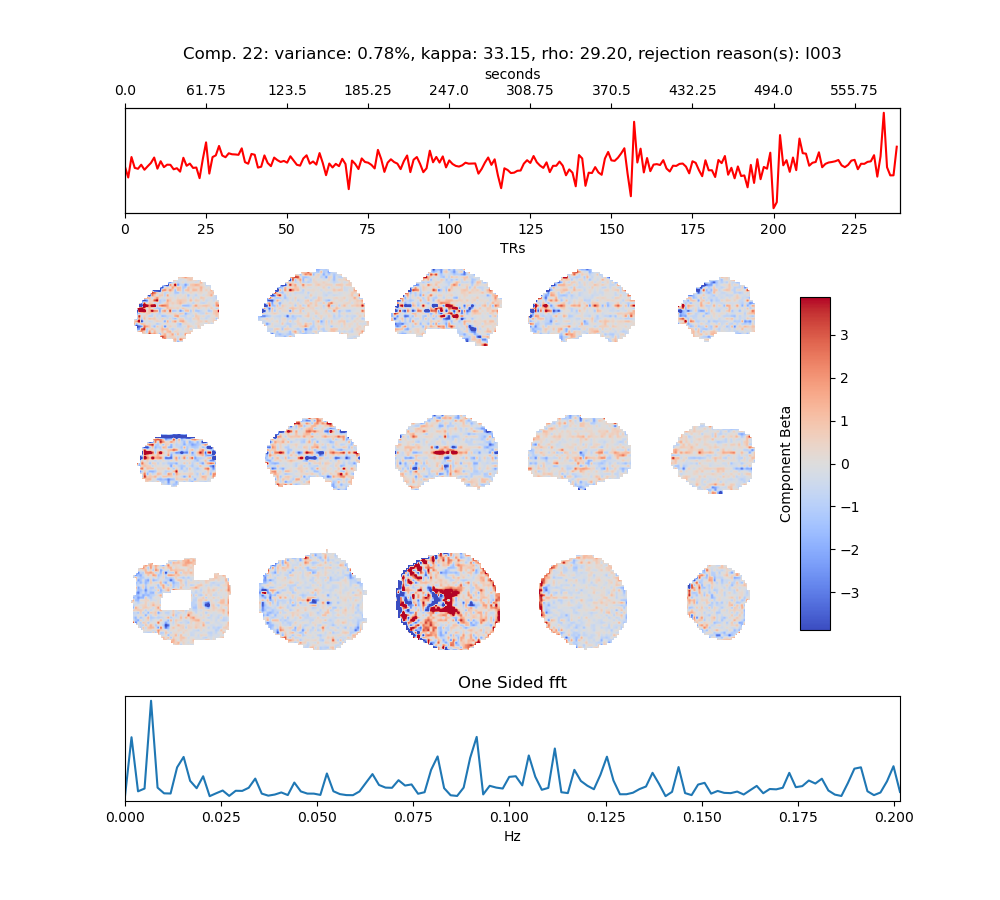 Comp. 22: variance: 0.78%, kappa: 33.15, rho: 29.20, rejection reason(s): I003
seconds
0.0 61.75 123.5 185.25 247.0 308.75 370.5 432.25 494.0 555.75
0 25 50 75 100 125 150 175 200 225
TRs
Component Beta
3
2
1
0
−1
−2
−3
One Sided fft
0.000 0.025 0.050 0.075 0.100 0.125 0.150 0.175 0.200
Hz